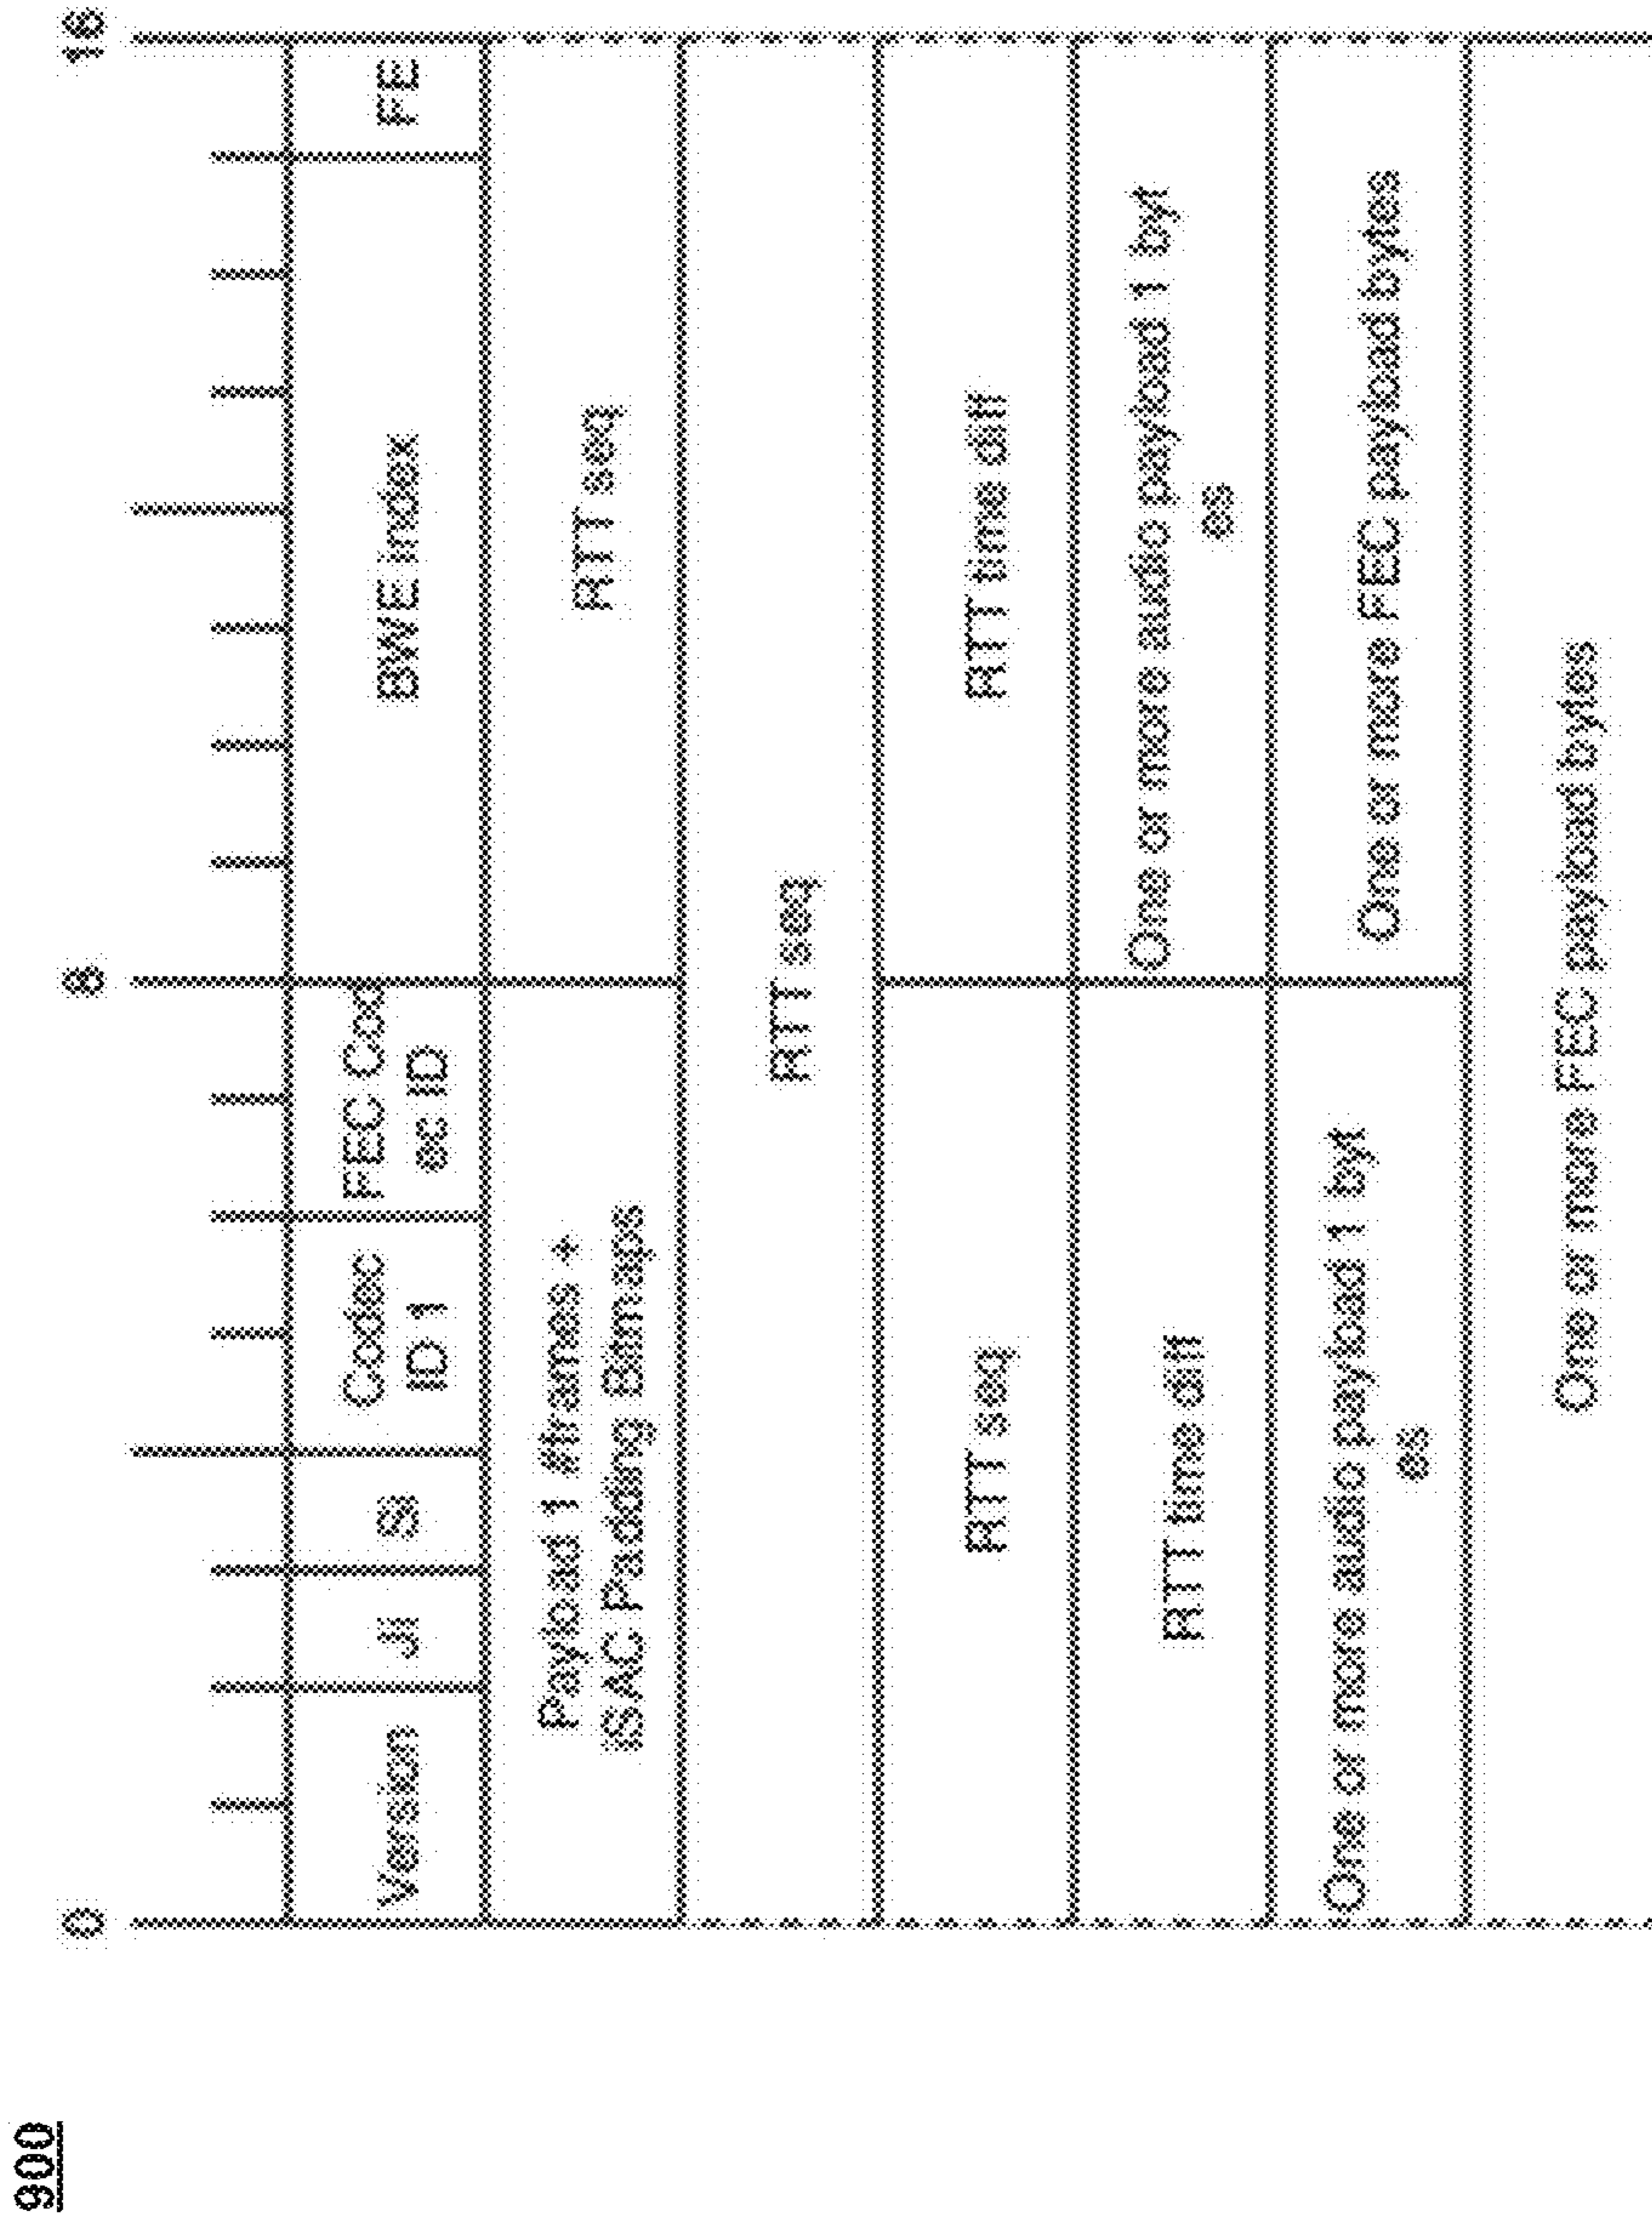 900
0
8
16
Version
Ji
Si
Codec
ID 1
FEC Cod
ec ID
BWE index
FE
Payload 1 #frames +
iSAC Padding Bitmaps
RTT seq
RTT seq
RTT seq
RTT time diff
RTT time diff
One or more audio payload 1 byt
es
One or more audio payload 1 byt
es
One or more FEC payload bytes
One or more FEC payload bytes